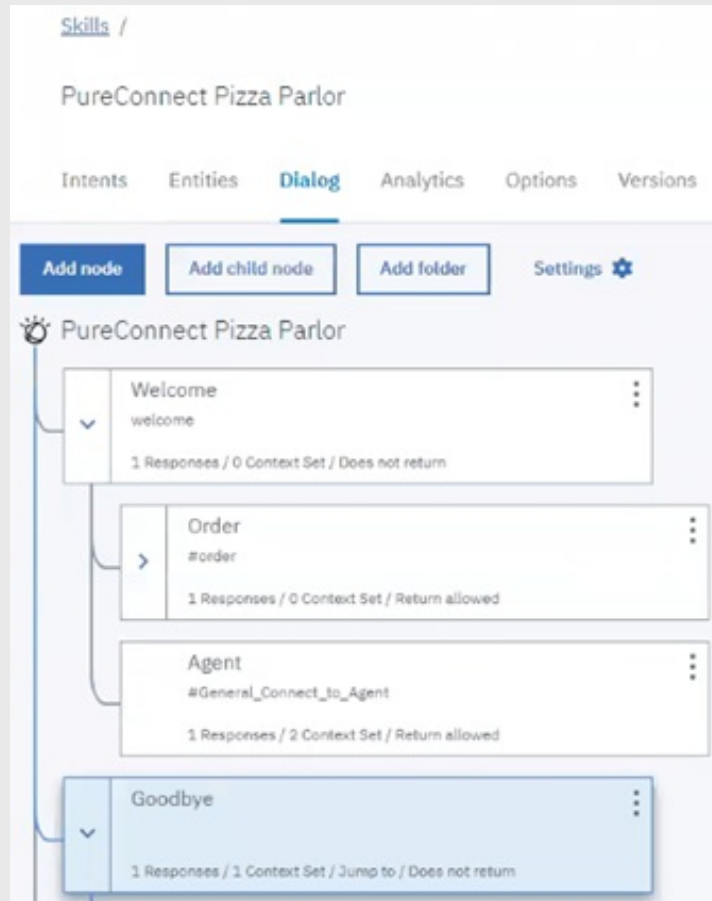 Skills /
PureConnect Pizza Parlor
Intents Entities Dialog Analytics Options Versions
Add node Add child node Add folder Settings
PureConnect Pizza Parlor
Welcome
welcome
1 Responses / 0 Context Set / Does not return
Order
#order
1 Responses / 0 Context Set / Return allowed
Agent
#General_Connect_to_Agent
1 Responses / 2 Context Set / Return allowed
Goodbye
1 Responses / 1 Context Set / Jump to / Does not return